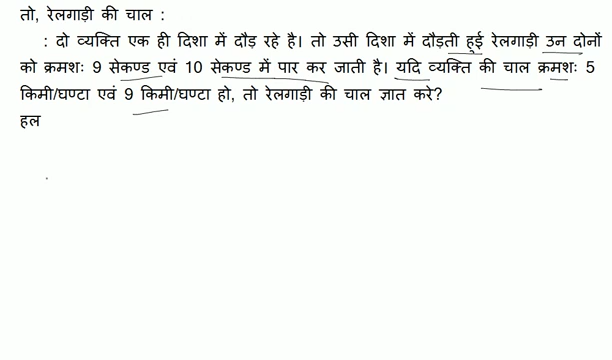 तो, रेलगाड़ी की चाल :
: दो व्यक्ति एक ही दिशा में दौड़ रहे है। तो उसी दिशा में दौड़ती हुई रेलगाड़ी उन दोनों
को क्रमशः 9 सेकण्ड एवं 10 सेकण्ड में पार कर जाती है। यदि व्यक्ति की चाल क्रमशः 5
किमी/घण्टा एवं 9 किमी/घण्टा हो, तो रेलगाड़ी की चाल ज्ञात करे?
हल